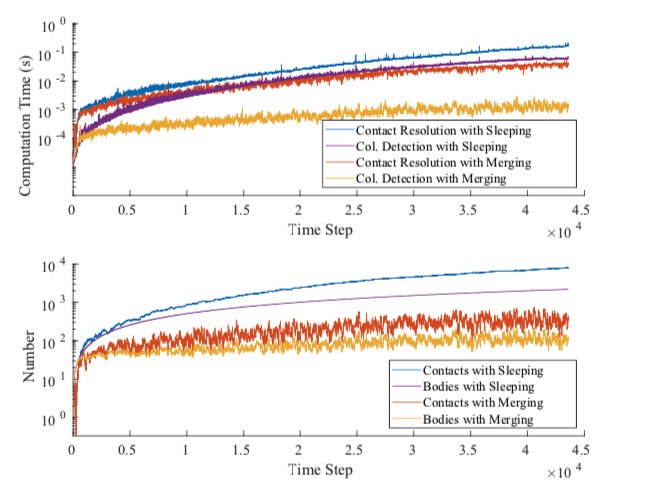 10 0
10 -1
10 -2
10 -3
10 -4
Computation Time (s)
Contact Resolution with Sleeping
Col. Detection with Sleeping
Contact Resolution with Merging
Col. Detection with Merging
0 0.5 1 1.5 2 2.5 3 3.5 4 4.5
Time Step
×10 4
10 4
10 3
10 2
10 1
10 0
Number
Contacts with Sleeping
Bodies with Sleeping
Contacts with Merging
Bodies with Merging
0 0.5 1 1.5 2 2.5 3 3.5 4 4.5
Time Step
×10 4